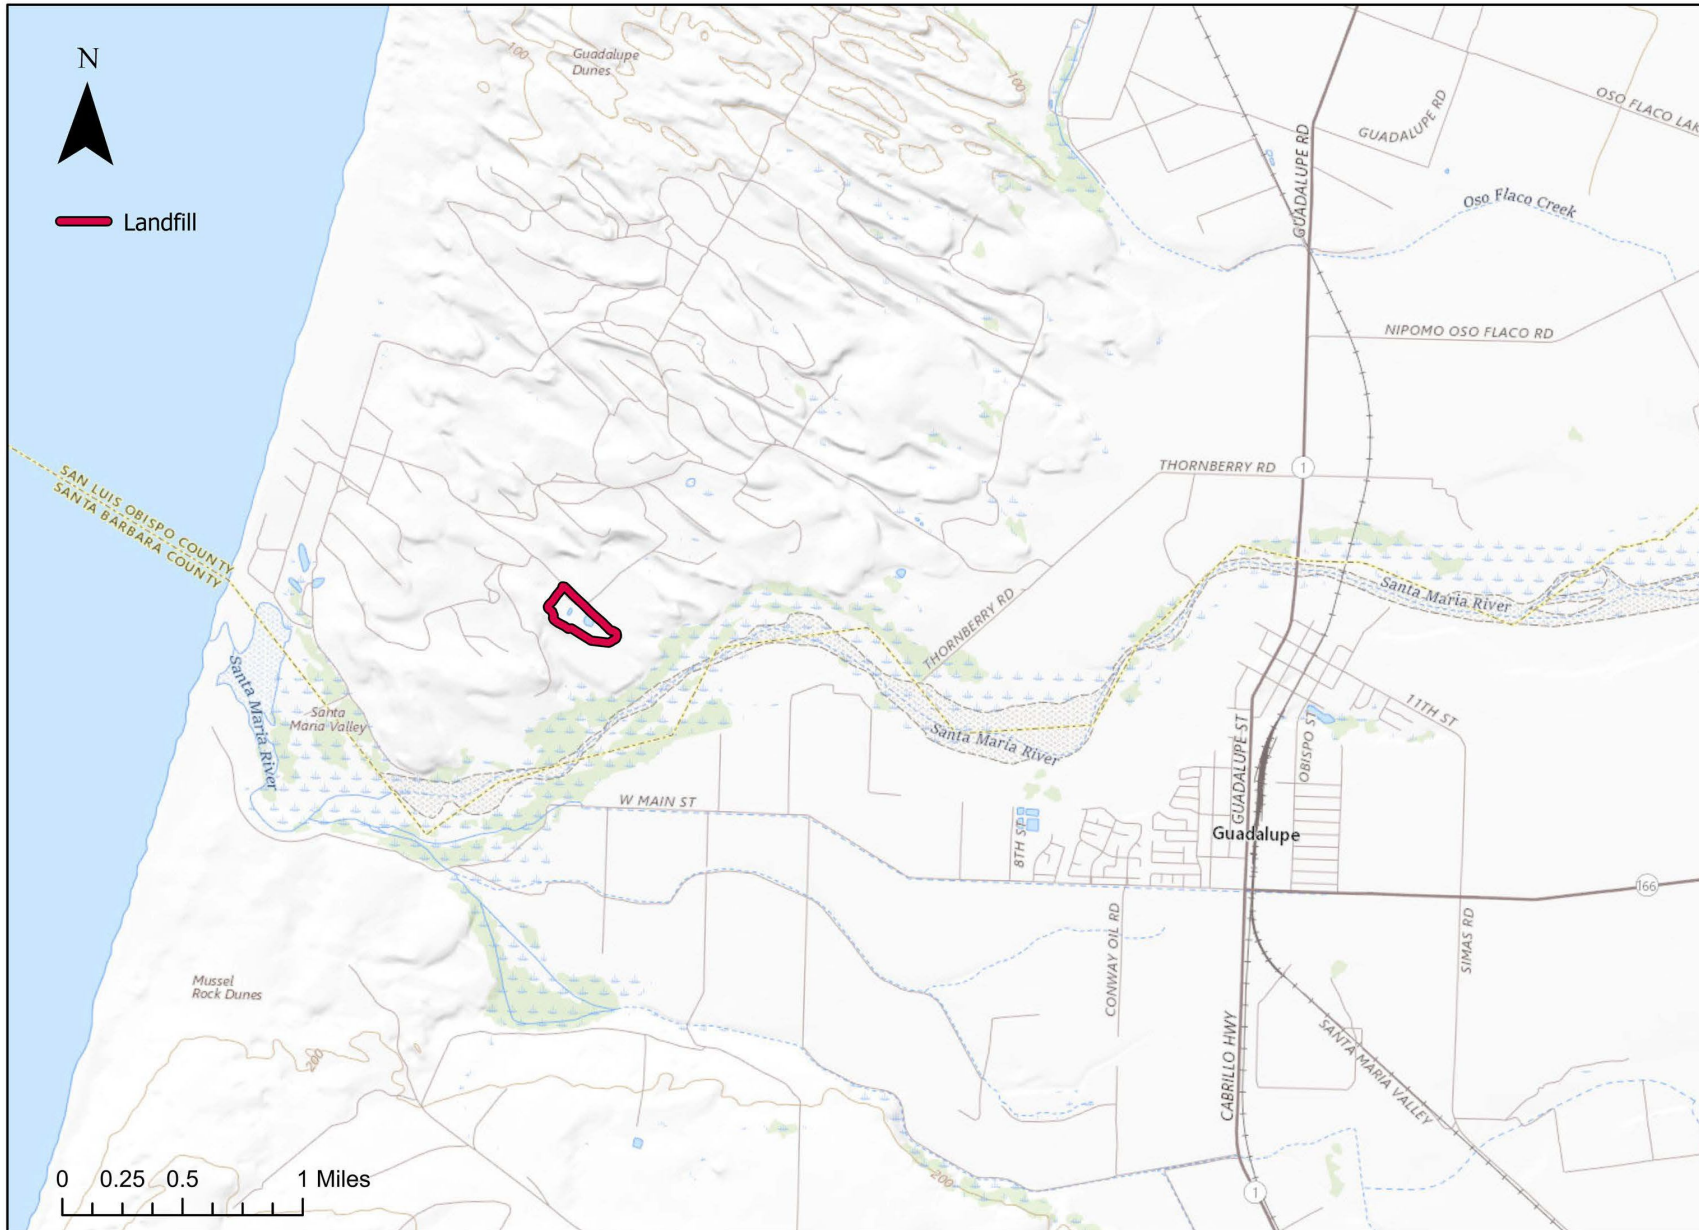 N
Landfill
100
Guadalupe
Dunes
100
GUADALUPE RD
GUADALUPE RD
OSO FLACO LAK
Oso Flaco Creek
NIPOMO OSO FLACO RD
THORNBERRY RD
1
SAN LUIS OBISPO COUNTY
SANTA BARBARA COUNTY
Santa Maria River
THORNBERRY RD
Santa Maria River
Santa
Maria Valley
Santa Maria River
11TH ST
OBISPO ST
GUADALUPE ST
W MAIN ST
8TH ST
Guadalupe
166
CONWAY OIL RD
SIMAS RD
Mussel
Rock Dunes
200
CABRILLO HWY
SANTA MARIA VALLEY
200
1
0 0.25 0.5 1 Miles